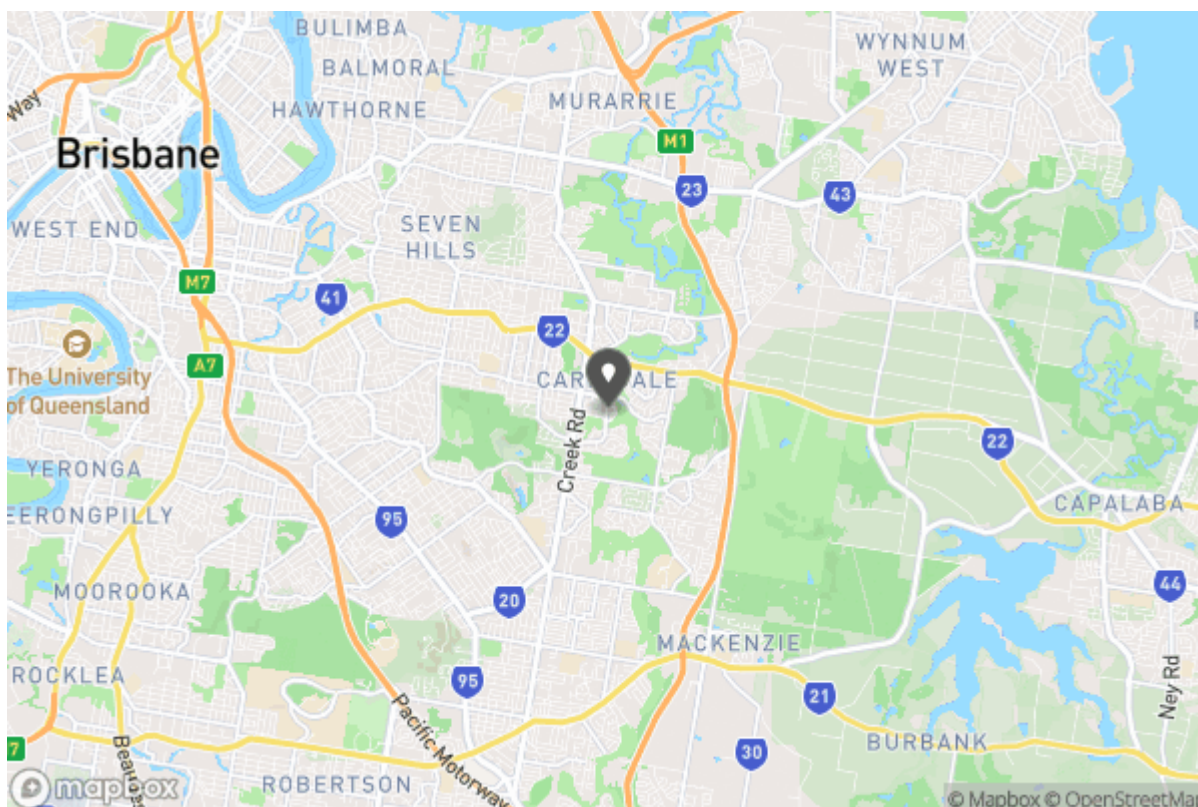 BULIMBA
BALMORAL
HAWTHORNE
WYNNUM
WEST
MURARRIE
Way
Brisbane
M1
23
43
WEST END
SEVEN
HILLS
M7
41
22
A7
The University
of Queensland
Creek Rd
22
YERONGA
CAPALABA
95
EERONGPILLY
MOOROOKA
20
44
MACKENZIE
ROCKLEA
95
21
Ney Rd
Pacific Motorway
7
30
BURBANK
ROBERTSON
mapbox
© Mapbox © OpenStreetMap